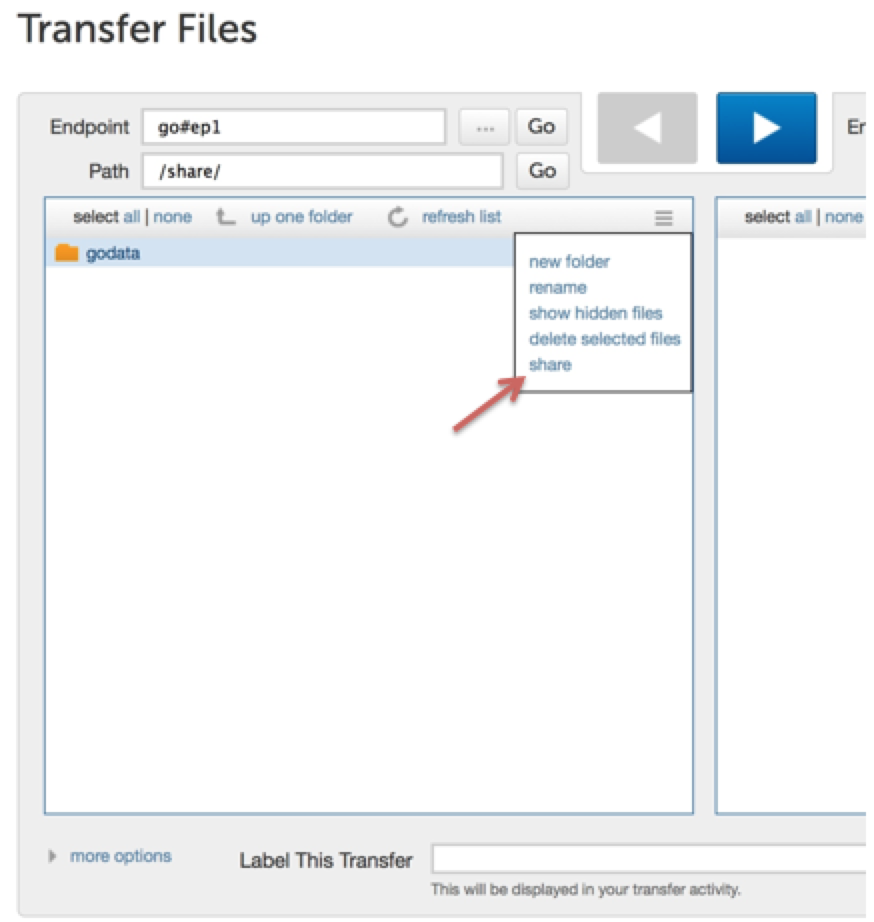 Transfer Files
Endpoint go#ep1 ... Go
Path /share/ Go
select all | none up one folder refresh list
godata
new folder
rename
show hidden files
delete selected files
share
select all | none
more options Label This Transfer
This will be displayed in your transfer activity.